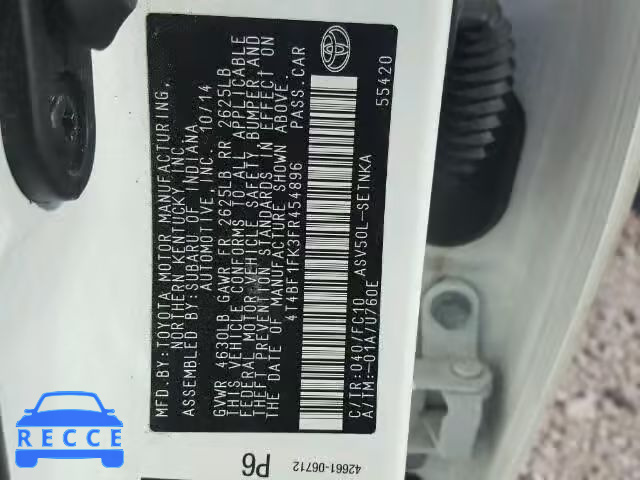 MFD.BY:TOYOTA MOTOR MANUFACTURING,
NORTHERN KENTUCKY, INC.
ASSEMBLED BY:SUBARU OF INDIANA
AUTOMOTIVE, INC. 10/14
GVWR 4630LB GAWR FR 2625LB RR 2625LB
THIS VEHICLE CONFORMS TO ALL APPLICABLE
FEDERAL MOTOR VEHICLE SAFETY, BUMPER AND
THEFT PREVENTION STANDARDS IN EFFECT ON
THE DATE OF MANUFACTURE SHOWN ABOVE.
4T4BF1FK3FR454896 PASS.CAR
C/TR:040/FC10 ASV50L-SETNKA
A/TM:-01A/U760E 55420
P6 42661-06712
RECCE